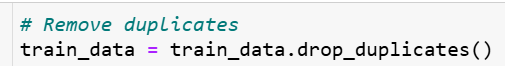 # Remove duplicates
train_data = train_data.drop_duplicates()